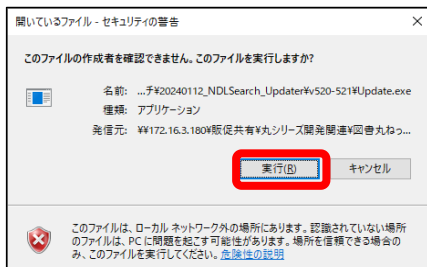 開いているファイル - セキュリティの警告
このファイルの作成者を確認できません。このファイルを実行しますか?
名前: ...チ¥20240112_NDLSearch_Updater¥v520-521¥Update.exe
種類: アプリケーション
発信元: ¥¥172.16.3.180¥販促共有¥丸シリーズ開発関連¥図書丸ねっ...
実行(R) キャンセル
このファイルは、ローカル ネットワーク外の場所にあります。認識されていない場所
のファイルは、PC に問題を起こす可能性があります。場所を信頼できる場合の
み、このファイルを実行してください。危険性の説明